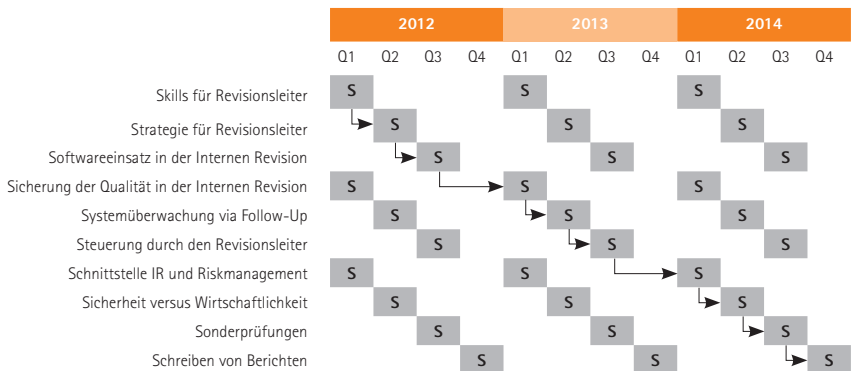 2012 2013 2014
Q1 Q2 Q3 Q4 Q1 Q2 Q3 Q4 Q1 Q2 Q3 Q4
Skills für Revisionsleiter S S S
Strategie für Revisionsleiter S S S
Softwareeinsatz in der Internen Revision S S S
Sicherung der Qualität in der Internen Revision S S S
Systemüberwachung via Follow-Up S S S
Steuerung durch den Revisionsleiter S S S
Schnittstelle IR und Riskmanagement S S S
Sicherheit versus Wirtschaftlichkeit S S S
Sonderprüfungen S S S
Schreiben von Berichten S S S